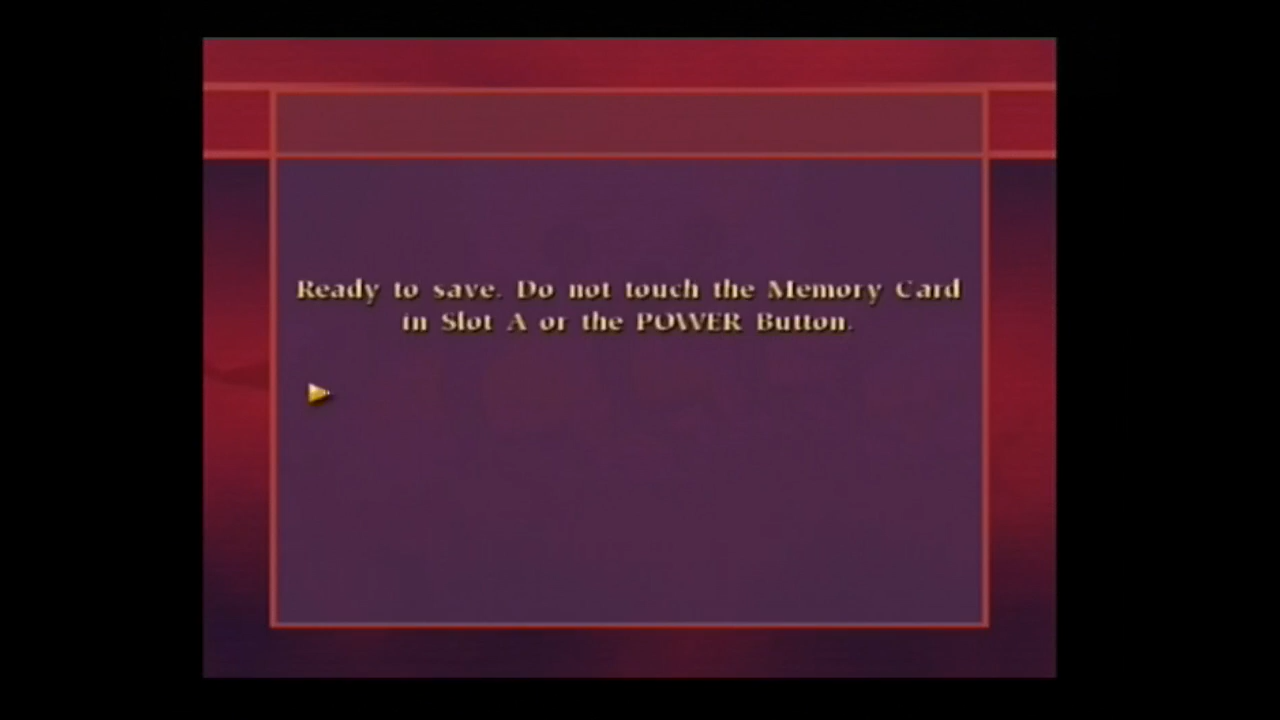 Ready to save. Do not touch the Memory Card
in Slot A or the POWER Button.